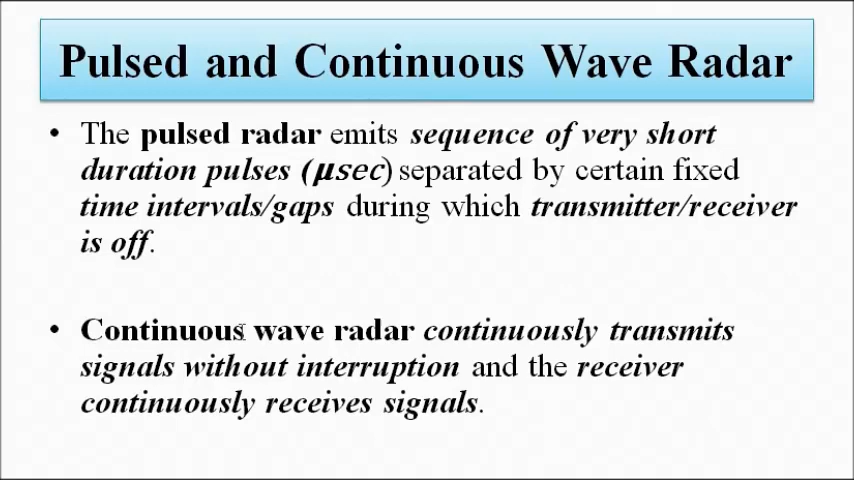 Pulsed and Continuous Wave Radar
• The pulsed radar emits sequence of very short
duration pulses (µsec) separated by certain fixed
time intervals/gaps during which transmitter/receiver
is off.
• Continuous wave radar continuously transmits
signals without interruption and the receiver
continuously receives signals.